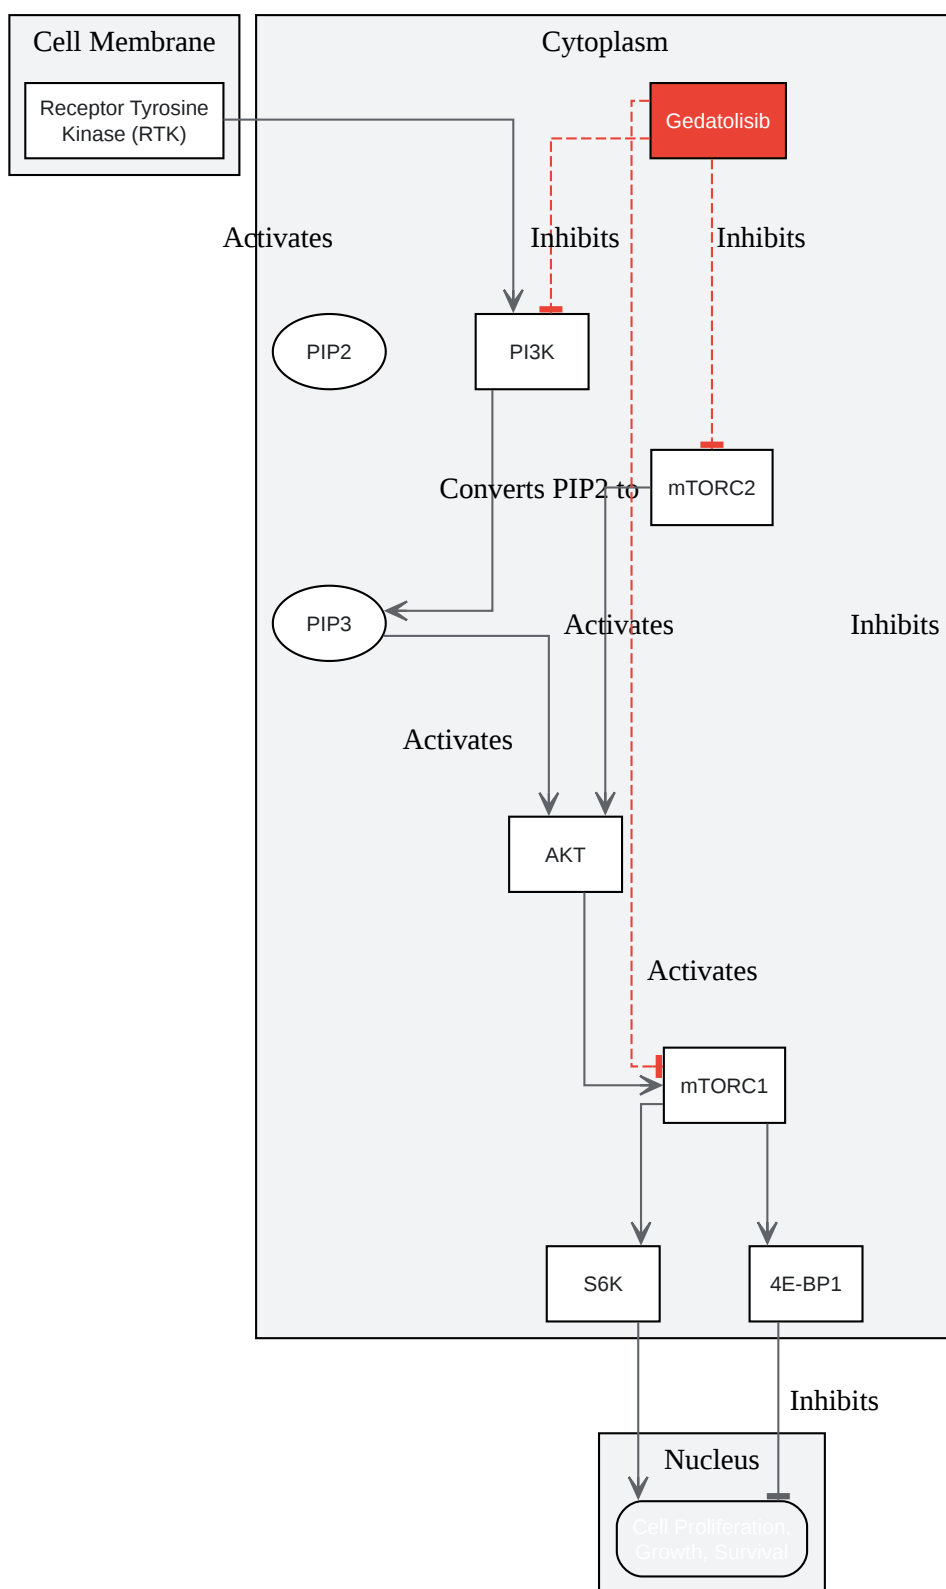 Cell Membrane
Cytoplasm
Receptor Tyrosine
Kinase (RTK)
Gedatolisib
Activates
Inhibits
Inhibits
PIP2
PI3K
Converts PIP2 to
mTORC2
PIP3
Activates
Inhibits
Activates
AKT
Activates
mTORC1
S6K
4E-BP1
Inhibits
Nucleus
Cell Proliferation,
Growth, Survival